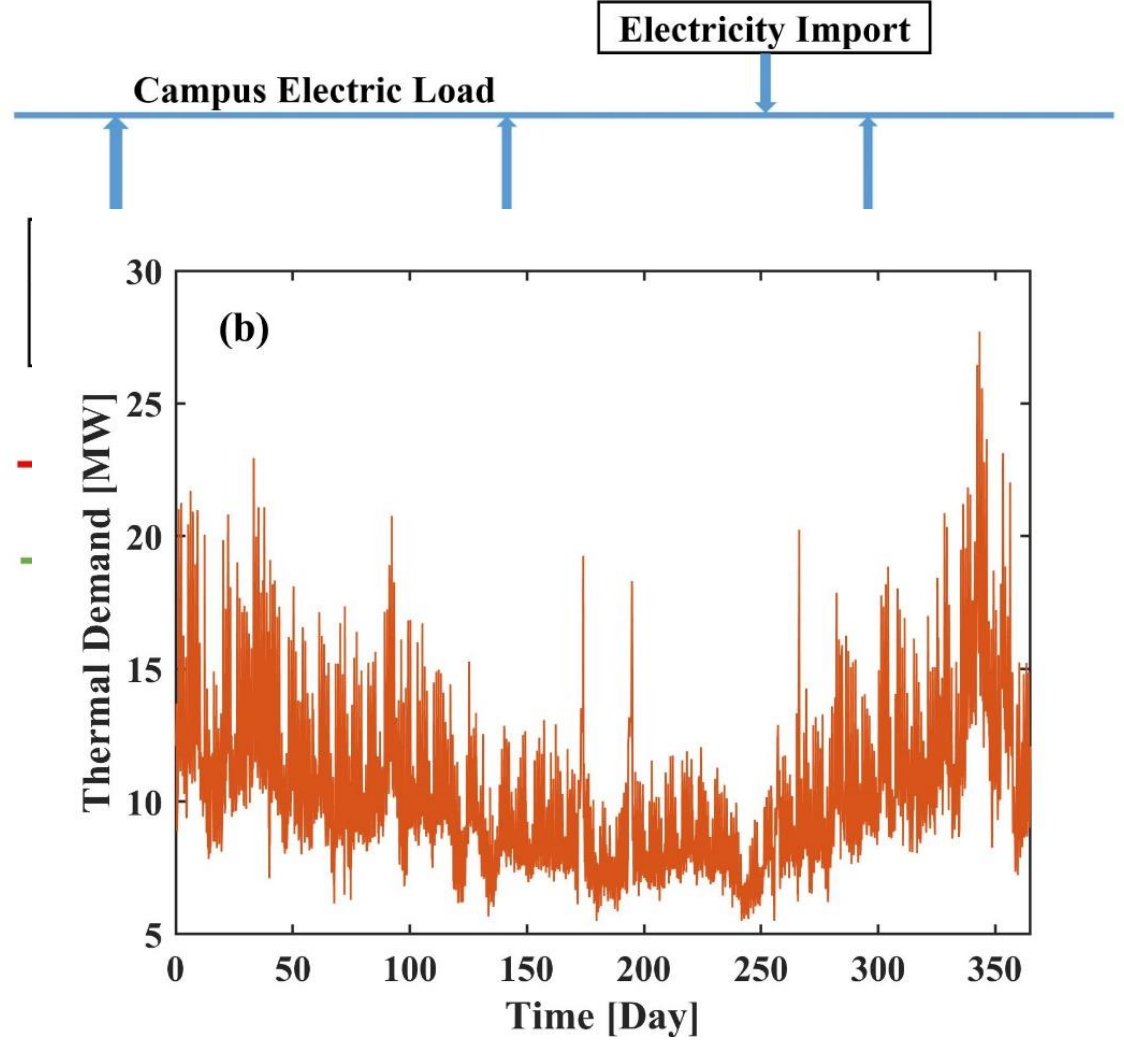 Electricity Import
Campus Electric Load
(b)
30
25
20
15
10
5
Thermal Demand [MW]
0 50 100 150 200 250 300 350
Time [Day]